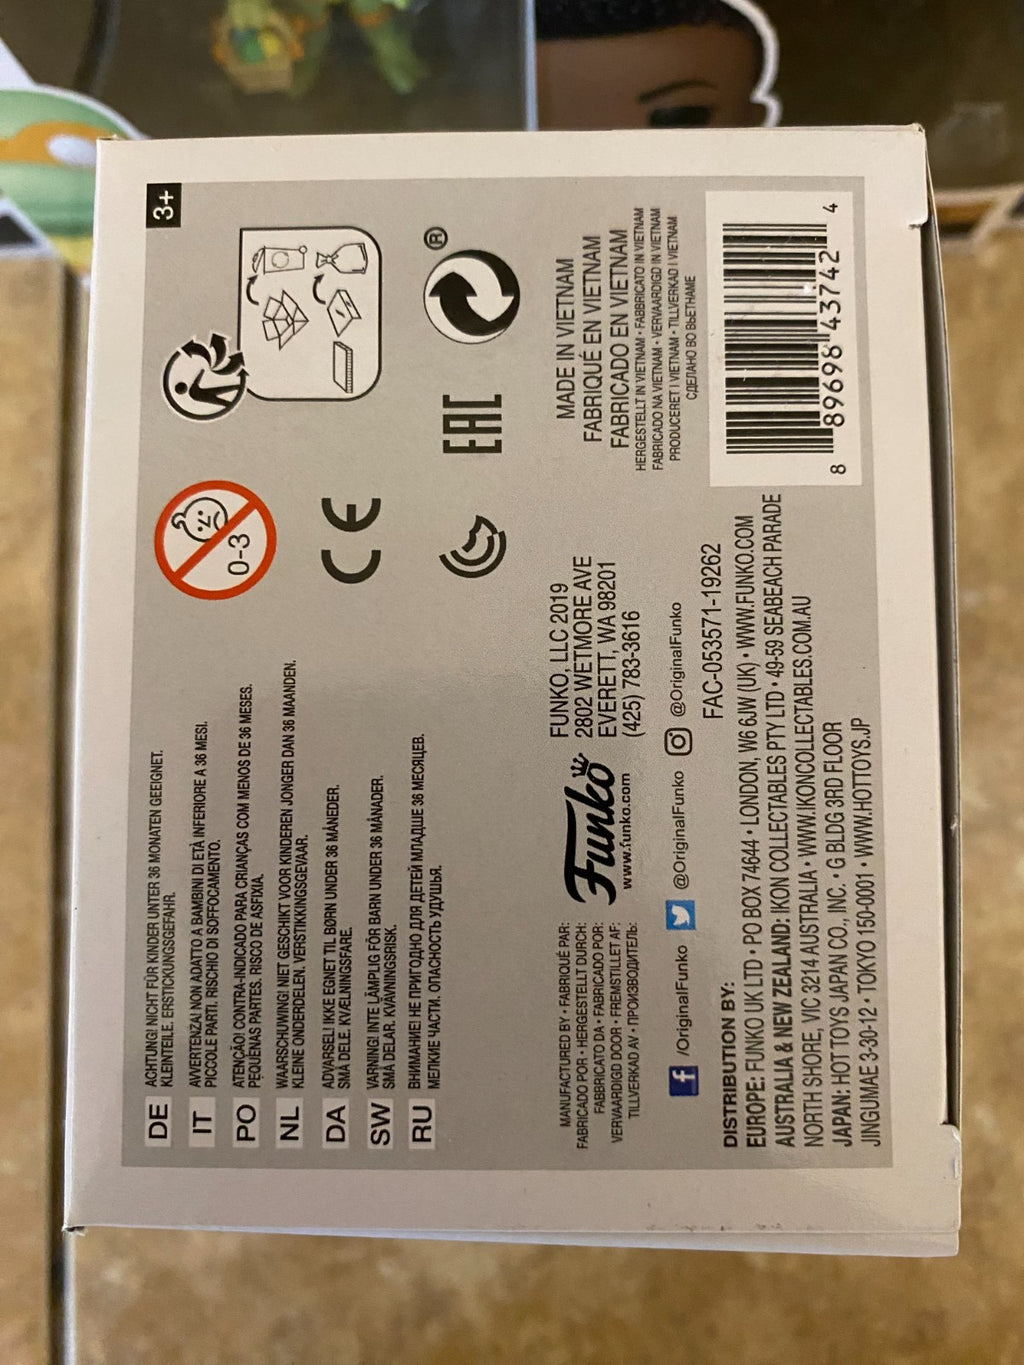 DE
ACHTUNG! NICHT FÜR KINDER UNTER 36 MONATEN GEEIGNET.
KLEINTEILE. ERSTICKUNGSGEFAHR.
IT
AVVERTENZA! NON ADATTO A BAMBINI DI ETÀ INFERIORE A 36 MESI.
PICCOLE PARTI. RISCHIO DI SOFFOCAMENTO.
PO
ATENÇÃO! CONTRA-INDICADO PARA CRIANÇAS COM MENOS DE 36 MESES.
PEQUENAS PARTES. RISCO DE ASFIXIA.
NL
WAARSCHUWING! NIET GESCHIKT VOOR KINDEREN JONGER DAN 36 MAANDEN.
KLEINE ONDERDELEN. VERSTIKKINGSGEVAAR.
DA
ADVARSEL! IKKE EGNET TIL BØRN UNDER 36 MÅNEDER.
SMÅ DELE. KVÆLNINGSFARE.
SW
VARNING! INTE LÄMPLIG FÖR BARN UNDER 36 MÅNADER.
SMÅ DELAR. KVÄVNINGSRISK.
RU
ВНИМАНИЕ! НЕ ПРИГОДНО ДЛЯ ДЕТЕЙ МЛАДШЕ 36 МЕСЯЦЕВ.
МЕЛКИЕ ЧАСТИ. ОПАСНОСТЬ УДУШЬЯ.
0-3
CE
3+
EAC
®
MANUFACTURED BY • FABRIQUÉ PAR:
FABRICADO POR • HERGESTELLT DURCH:
FABBRICATO DA • FABRICADO POR:
VERVAARDIGD DOOR • FREMSTILLET AF:
TILLVERKAD AV • ПРОИЗВОДИТЕЛЬ:
Funko
www.funko.com
FUNKO, LLC 2019
2802 WETMORE AVE
EVERETT, WA 98201
(425) 783-3616
MADE IN VIETNAM
FABRIQUÉ EN VIETNAM
FABRICADO EN VIETNAM
HERGESTELLT IN VIETNAM • FABBRICATO IN VIETNAM
FABRICADO NA VIETNAM • VERVAARDIGD IN VIETNAM
PRODUCERET I VIETNAM • TILLVERKAD I VIETNAM
СДЕЛАНО ВО ВЬЕТНАМЕ
f /OriginalFunko @OriginalFunko @OriginalFunko
FAC-053571-19262
DISTRIBUTION BY:
EUROPE: FUNKO UK LTD • PO BOX 74644 • LONDON, W6 6JW (UK) • WWW.FUNKO.COM
AUSTRALIA & NEW ZEALAND: IKON COLLECTABLES PTY LTD • 49-59 SEABEACH PARADE
NORTH SHORE, VIC 3214 AUSTRALIA • WWW.IKONCOLLECTABLES.COM.AU
JAPAN: HOT TOYS JAPAN CO., INC. • G BLDG 3RD FLOOR
JINGUMAE 3-30-12 • TOKYO 150-001 • WWW.HOTTOYS.JP
8 89698 43742 4